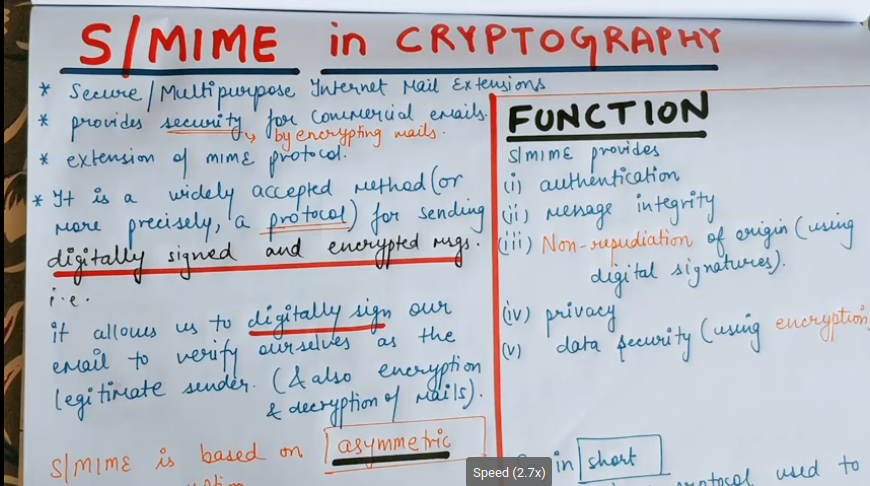 S/MIME in CRYPTOGRAPHY
* Secure/Multipurpose Internet Mail Extensions
* provides security for commercial emails.
↳ by encrypting mails.
* extension of MIME protocol.
* It is a widely accepted method (or
more precisely, a protocol) for sending
digitally signed and encrypted msgs.
i.e.
it allows us to digitally sign our
email to verify ourselves as the
legitimate sender. (& also encryption
& decryption of mails).
S/MIME is based on asymmetric
FUNCTION
S/MIME provides
(i) authentication
(ii) message integrity
(iii) Non-repudiation of origin (using
digital signatures).
(iv) privacy
(v) data security (using encryption
in short
protocol used to
Speed (2.7x)